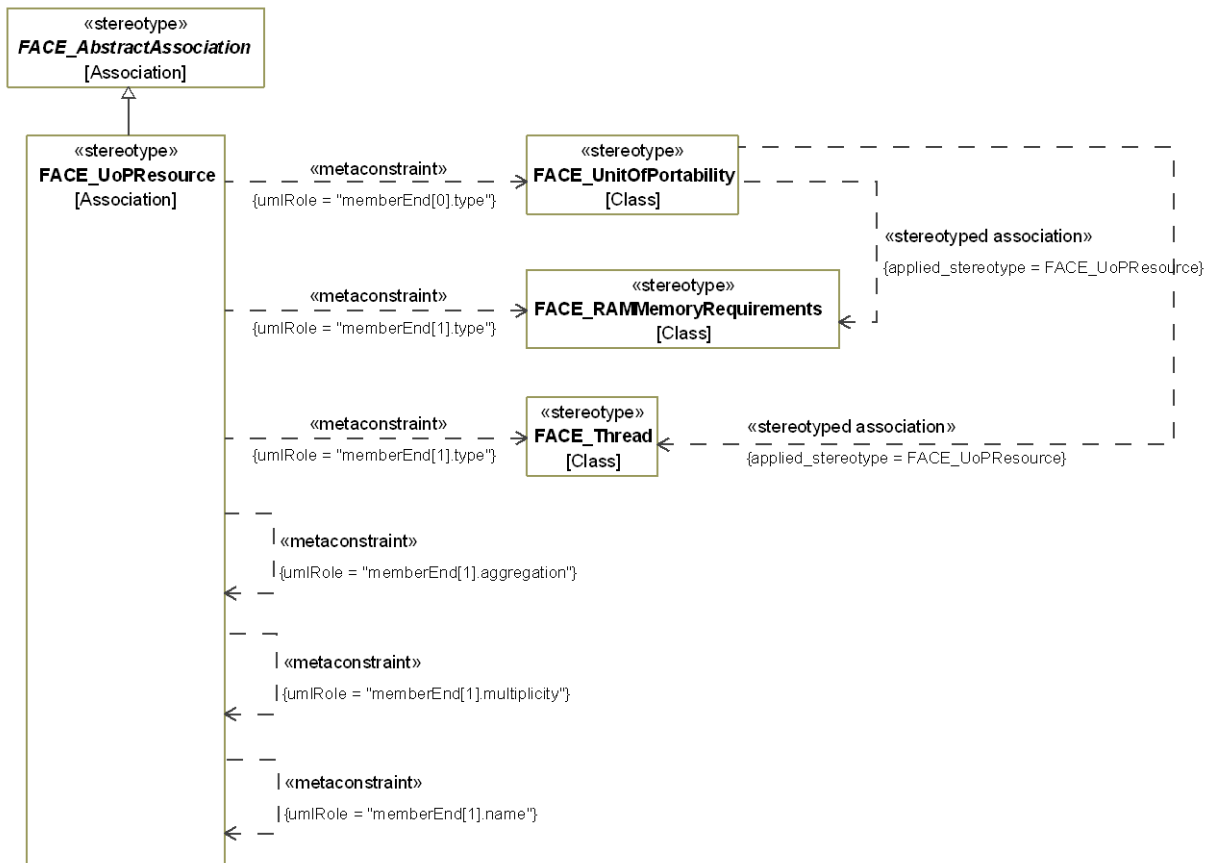 «stereotype»
FACE_AbstractAssociation
[Association]
«stereotype»
FACE_UoPResource
[Association]
«metaconstraint»
{umlRole = "memberEnd[0].type"}
«stereotype»
FACE_UnitOfPortability
[Class]
«stereotyped association»
{applied_stereotype = FACE_UoPResource}
«metaconstraint»
{umlRole = "memberEnd[1].type"}
«stereotype»
FACE_RAMMemoryRequirements
[Class]
«metaconstraint»
{umlRole = "memberEnd[1].type"}
«stereotype»
FACE_Thread
[Class]
«stereotyped association»
{applied_stereotype = FACE_UoPResource}
«metaconstraint»
{umlRole = "memberEnd[1].aggregation"}
«metaconstraint»
{umlRole = "memberEnd[1].multiplicity"}
«metaconstraint»
{umlRole = "memberEnd[1].name"}